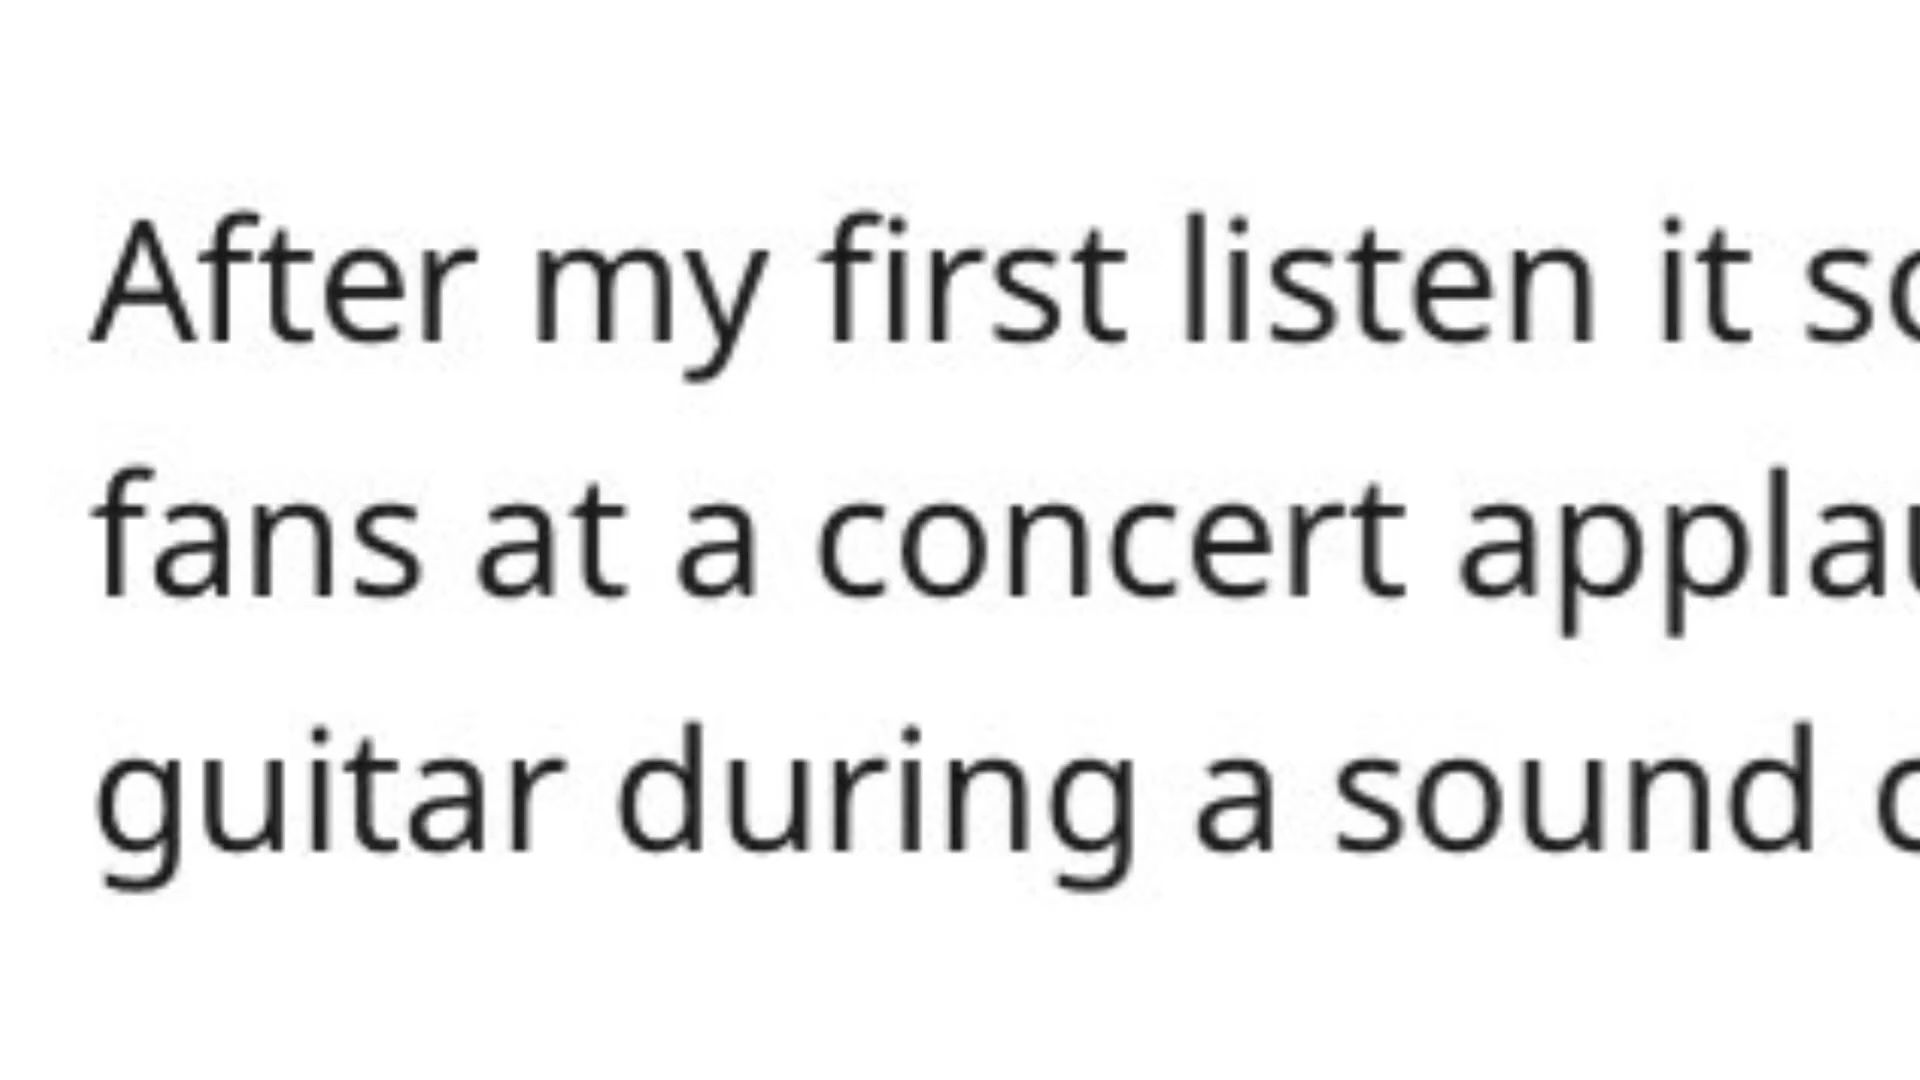 After my first listen it
fans at a concert
guitar during a sound